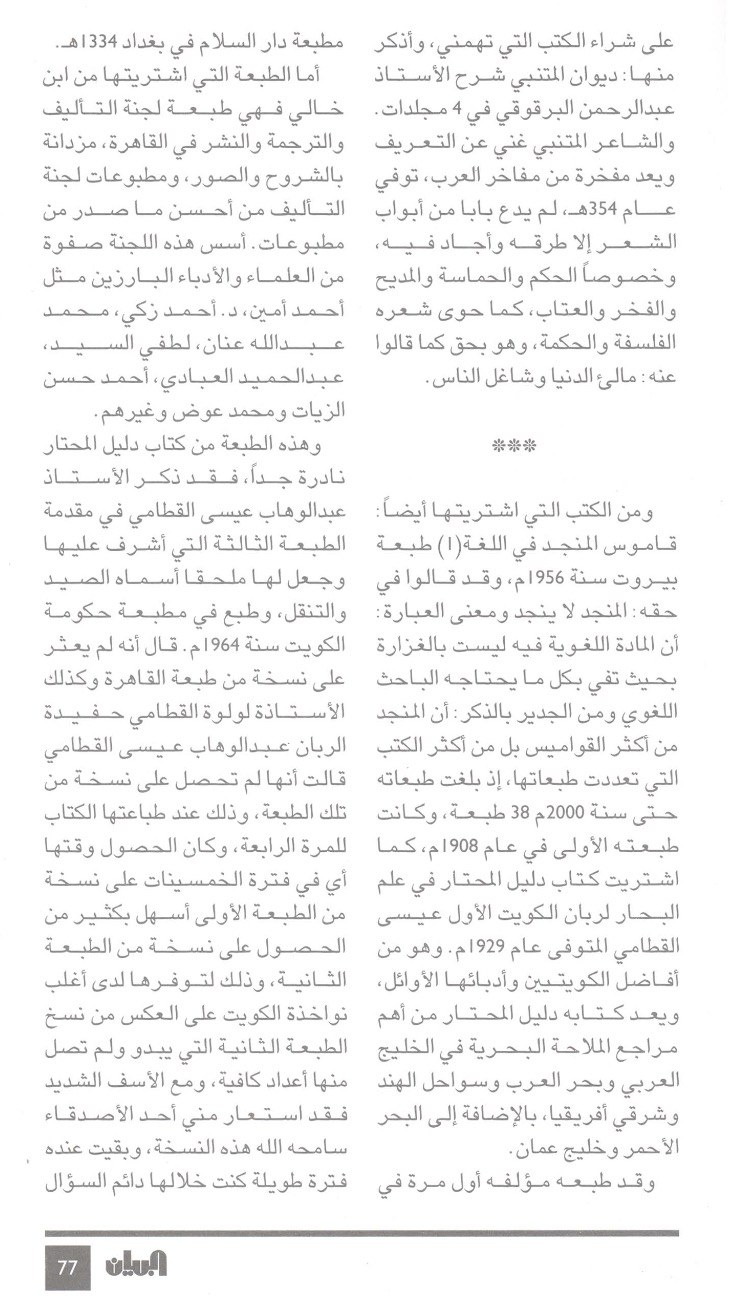 على شراء الكتب التي تهمني، وأذكر
منها: ديوان المتنبي شرح الأستاذ
عبدالرحمن البرقوقي في 4 مجلدات.
والشاعر المتنبي غني عن التعريف
ويعد مفخرة من مفاخر العرب، توفي
عام 354هـ، لم يدع بابا من أبواب
الشعر إلا طرقه وأجاد فيه،
وخصوصاً الحكم والحماسة والمديح
والفخر والعتاب، كما حوى شعره
الفلسفة والحكمة، وهو بحق كما قالوا
عنه: مالئ الدنيا وشاغل الناس.
***
ومن الكتب التي اشتريتها أيضاً:
قاموس المنجد في اللغة(١) طبعة
بيروت سنة 1956م، وقد قالوا في
حقه: المنجد لا ينجد ومعنى العبارة:
أن المادة اللغوية فيه ليست بالغزارة
بحيث تفي بكل ما يحتاجه الباحث
اللغوي ومن الجدير بالذكر: أن المنجد
من أكثر القواميس بل من أكثر الكتب
التي تعددت طبعاتها، إذ بلغت طبعاته
حتى سنة 2000م 38 طبعة، وكانت
طبعته الأولى في عام 1908م، كما
اشتريت كتاب دليل المحتار في علم
البحار لربان الكويت الأول عيسى
القطامي المتوفى عام 1929م. وهو من
أفاضل الكويتيين وأدبائها الأوائل،
ويعد كتابه دليل المحتار من أهم
مراجع الملاحة البحرية في الخليج
العربي وبحر العرب وسواحل الهند
وشرقي أفريقيا، بالإضافة إلى البحر
الأحمر وخليج عمان.
وقد طبعه مؤلفه أول مرة في
مطبعة دار السلام في بغداد 1334هـ.
أما الطبعة التي اشتريتها من ابن
خالي فهي طبعة لجنة التأليف
والترجمة والنشر في القاهرة، مزدانة
بالشروح والصور، ومطبوعات لجنة
التأليف من أحسن ما صدر من
مطبوعات. أسس هذه اللجنة صفوة
من العلماء والأدباء البارزين مثل
أحمد أمين، د. أحمد زكي، محمد
عبدالله عنان، لطفي السيد،
عبدالحميد العبادي، أحمد حسن
الزيات ومحمد عوض وغيرهم.
وهذه الطبعة من كتاب دليل المحتار
نادرة جداً، فقد ذكر الأستاذ
عبدالوهاب عيسى القطامي في مقدمة
الطبعة الثالثة التي أشرف عليها
وجعل لها ملحقا أسماه الصيد
والتنقل، وطبع في مطبعة حكومة
الكويت سنة 1964م. قال أنه لم يعثر
على نسخة من طبعة القاهرة وكذلك
الأستاذة لولوة القطامي حفيدة
الربان عبدالوهاب عيسى القطامي
قالت أنها لم تحصل على نسخة من
تلك الطبعة، وذلك عند طباعتها الكتاب
للمرة الرابعة، وكان الحصول وقتها
أي في فترة الخمسينات على نسخة
من الطبعة الأولى أسهل بكثير من
الحصول على نسخة من الطبعة
الثانية، وذلك لتوفرها لدى أغلب
نواخذة الكويت على العكس من نسخ
الطبعة الثانية التي يبدو ولم تصل
منها أعداد كافية، ومع الأسف الشديد
فقد استعار مني أحد الأصدقاء
سامحه الله هذه النسخة، وبقيت عنده
فترة طويلة كنت خلالها دائم السؤال
77 البيان